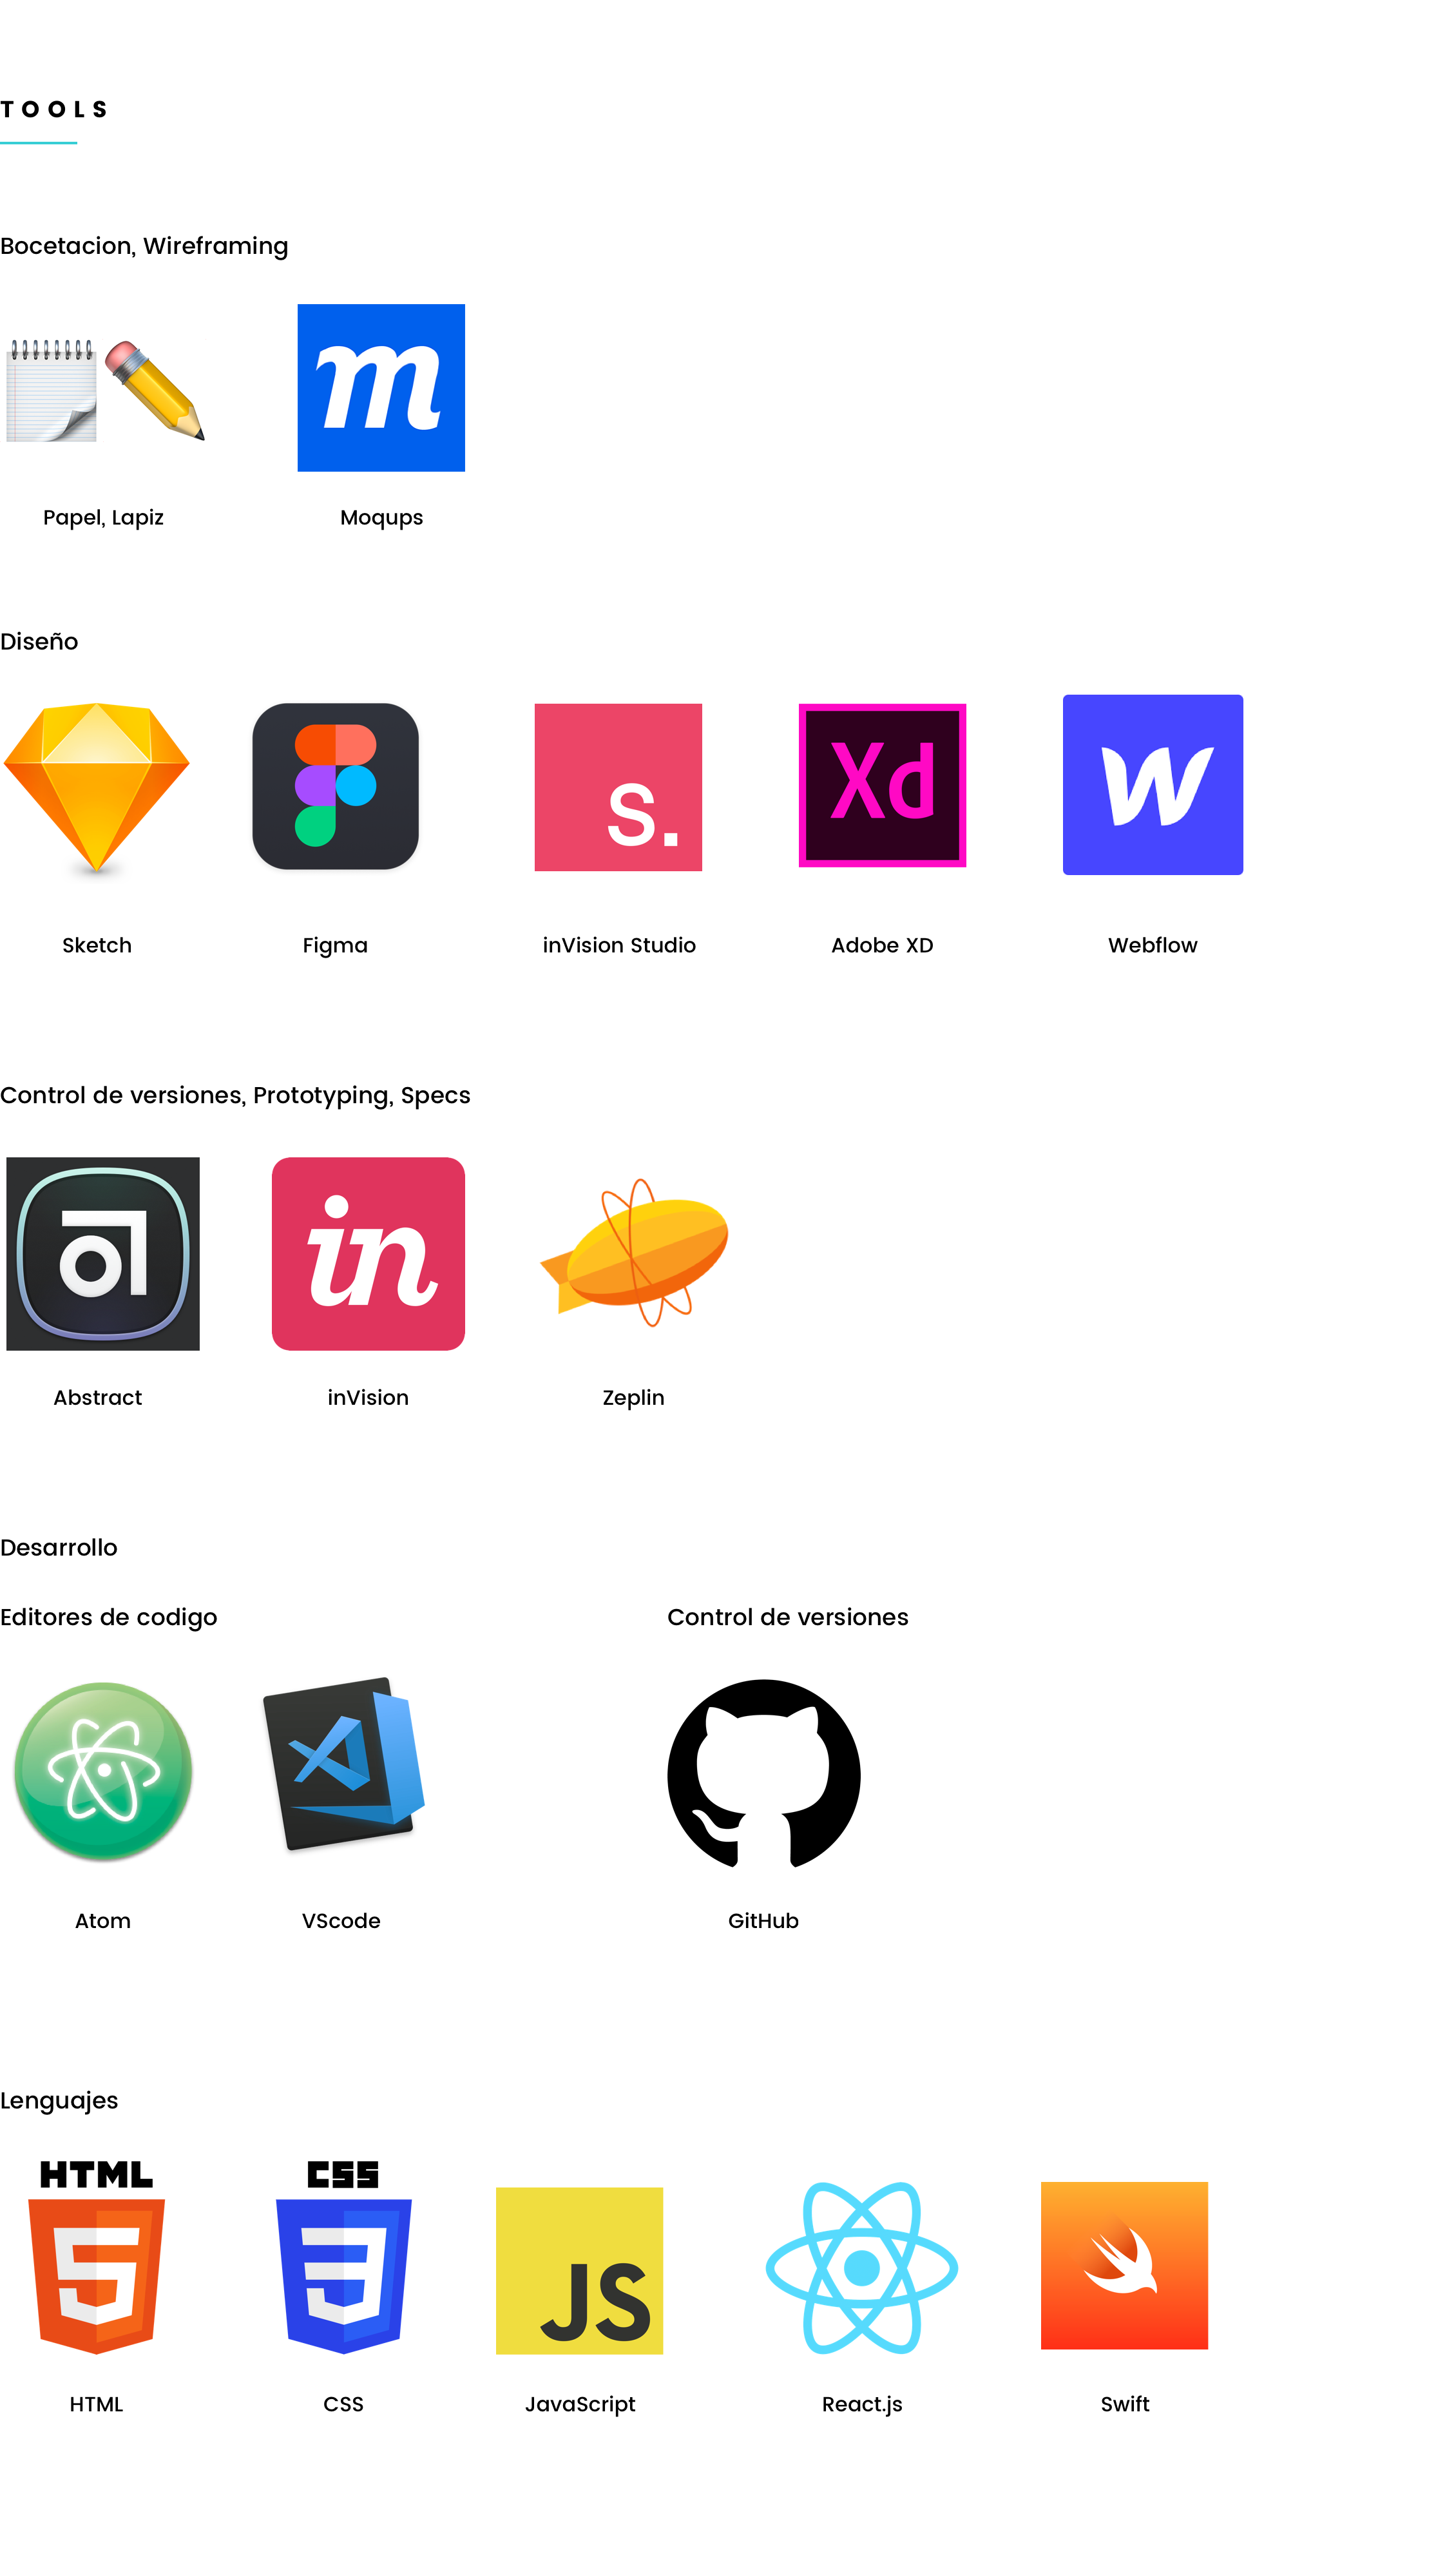 TOOLS
Bocetacion, Wireframing
m
Papel, Lapiz
Moqups
Diseño
s.
Xd
W
Sketch
Figma
inVision Studio
Adobe XD
Webflow
Control de versiones, Prototyping, Specs
a
in
Abstract
inVision
Zeplin
Desarrollo
Editores de codigo
Control de versiones
Atom
VScode
GitHub
Lenguajes
HTML
CSS
5
3
JS
HTML
CSS
JavaScript
React.js
Swift